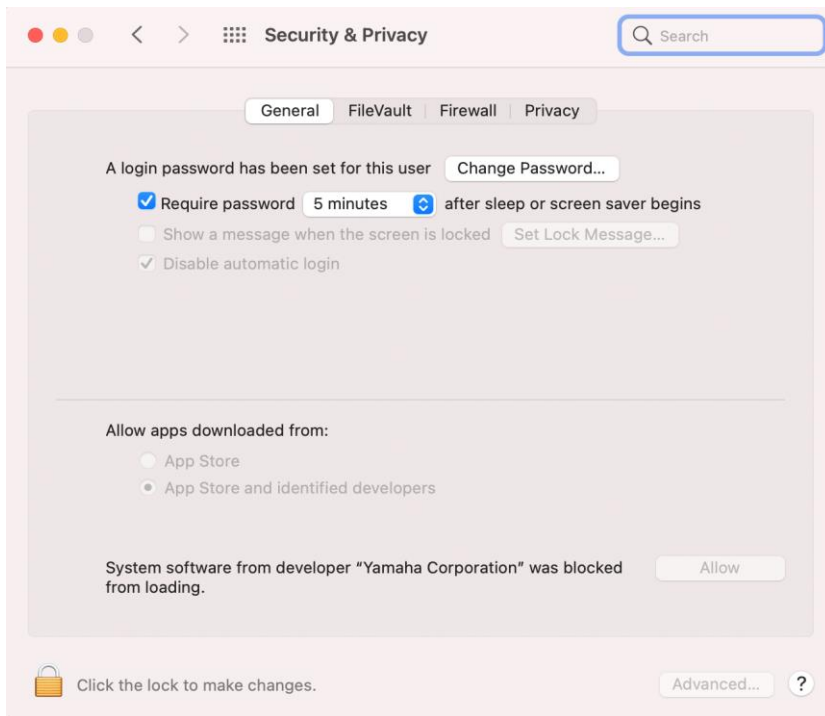 Security & Privacy
Search
General FileVault Firewall Privacy
A login password has been set for this user Change Password...
Require password 5 minutes after sleep or screen saver begins
Show a message when the screen is locked Set Lock Message...
Disable automatic login
Allow apps downloaded from:
App Store
App Store and identified developers
System software from developer “Yamaha Corporation” was blocked Allow
from loading.
Click the lock to make changes. Advanced... ?